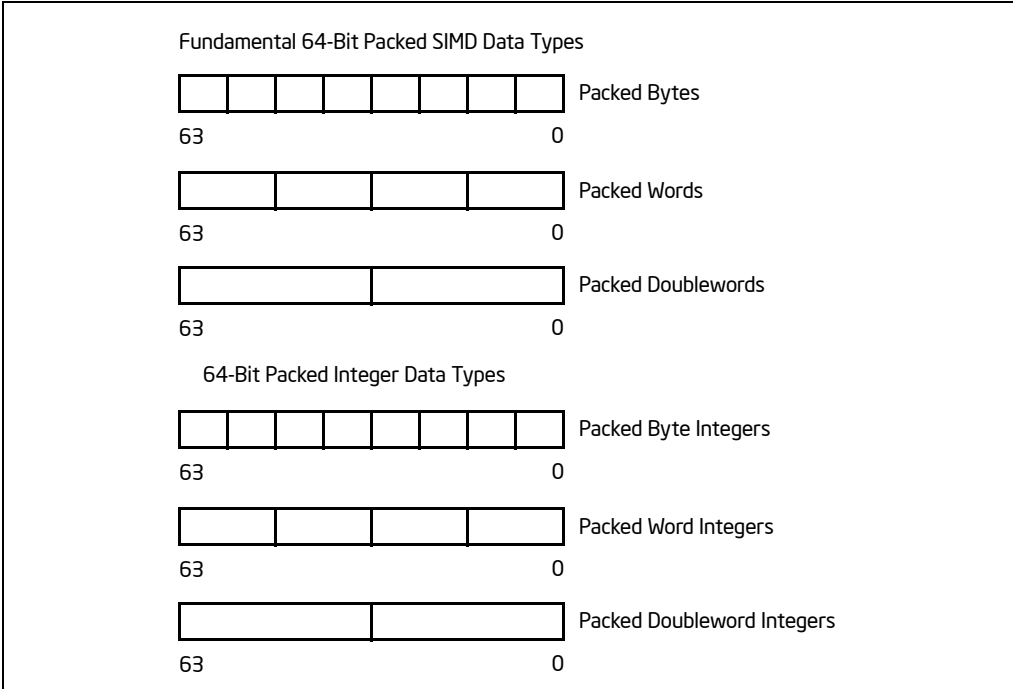 Fundamental 64-Bit Packed SIMD Data Types
Packed Bytes
63 0
Packed Words
63 0
Packed Doublewords
63 0
64-Bit Packed Integer Data Types
Packed Byte Integers
63 0
Packed Word Integers
63 0
Packed Doubleword Integers
63 0